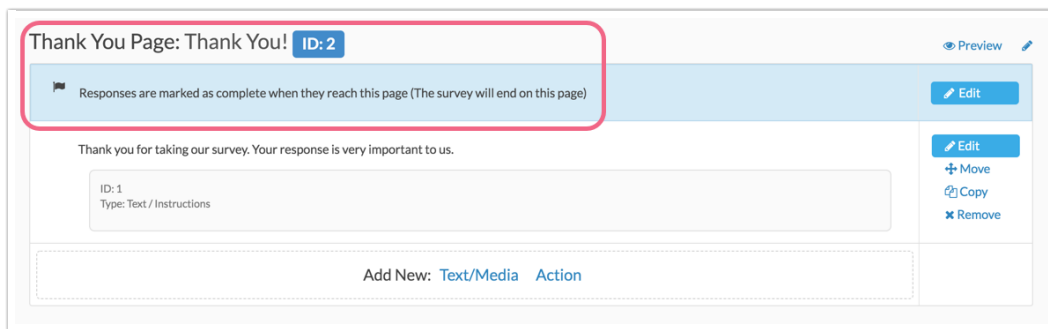 Thank You Page: Thank You! ID: 2
Preview
Responses are marked as complete when they reach this page (The survey will end on this page)
Edit
Thank you for taking our survey. Your response is very important to us.
Edit
Move
Copy
Remove
ID: 1
Type: Text / Instructions
Add New: Text/Media Action